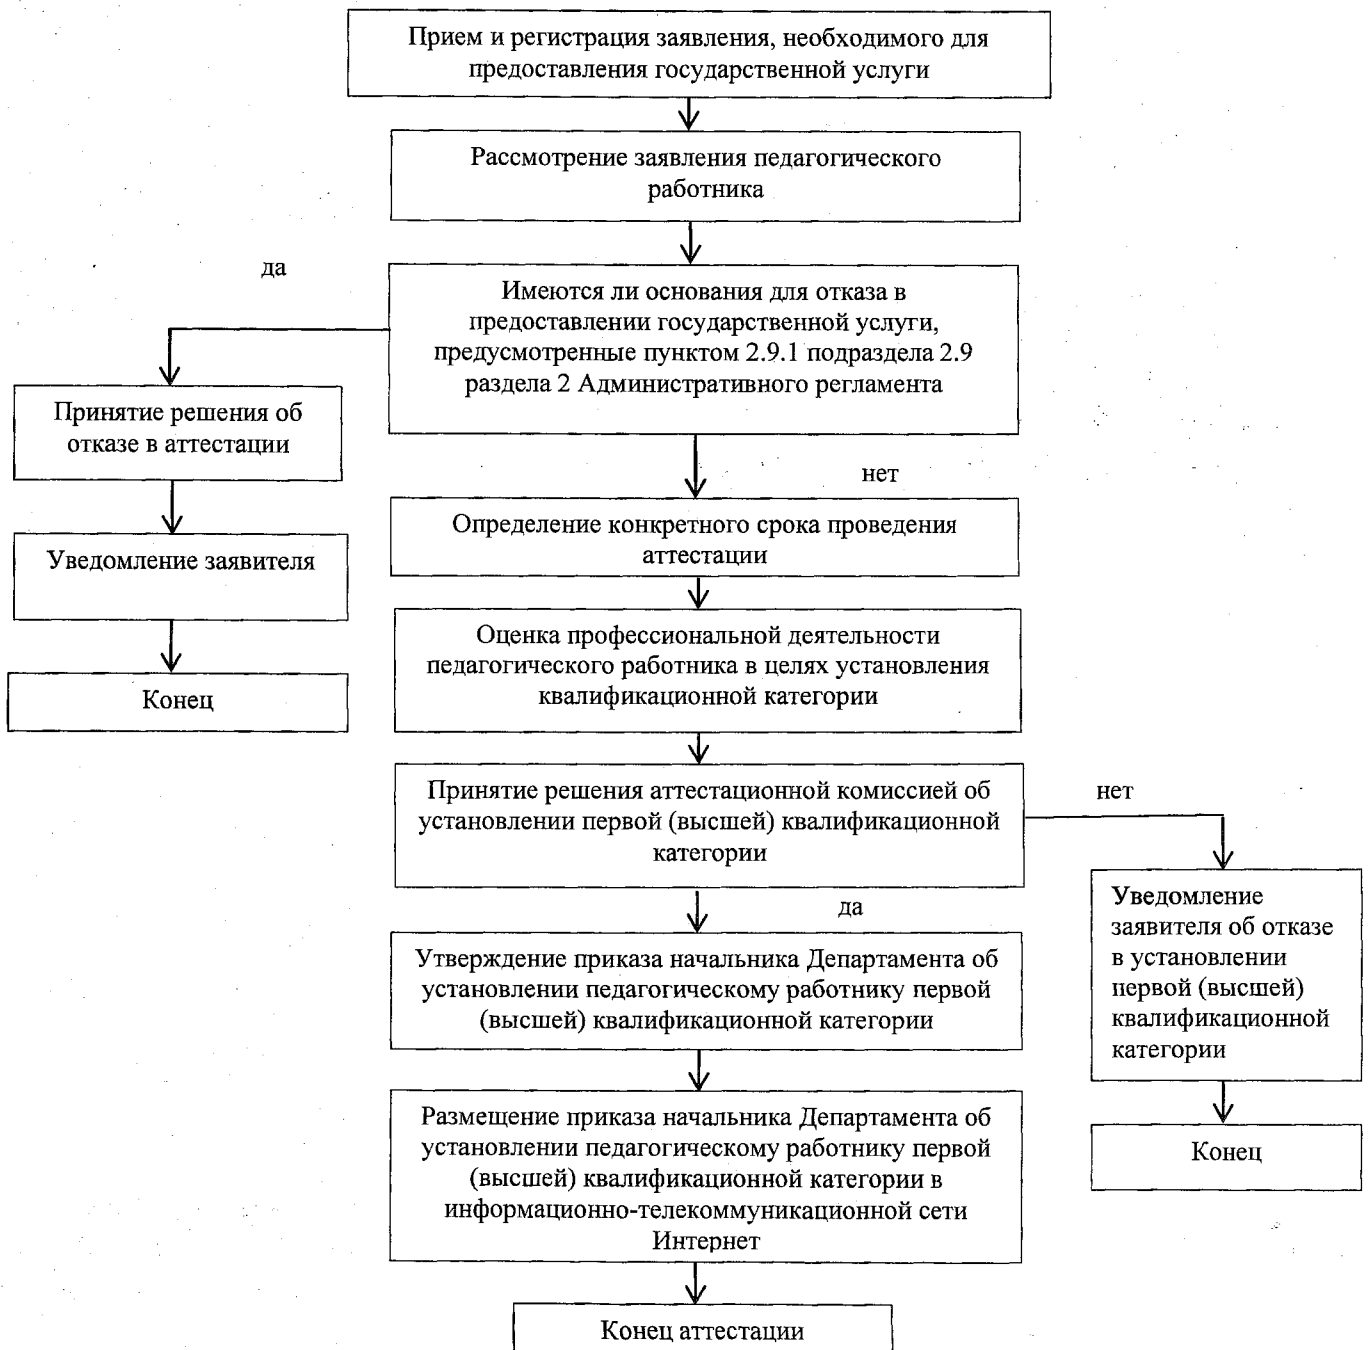 Прием и регистрация заявления, необходимого для
предоставления государственной услуги
Рассмотрение заявления педагогического
работника
да
Имеются ли основания для отказа в
предоставлении государственной услуги,
предусмотренные пунктом 2.9.1 подраздела 2.9
раздела 2 Административного регламента
Принятие решения об
отказе в аттестации
нет
Определение конкретного срока проведения
аттестации
Уведомление заявителя
Оценка профессиональной деятельности
педагогического работника в целях установления
квалификационной категории
Конец
Принятие решения аттестационной комиссией об
установлении первой (высшей) квалификационной
категории
нет
да
Уведомление
заявителя об отказе
в установлении
первой (высшей)
квалификационной
категории
Утверждение приказа начальника Департамента об
установлении педагогическому работнику первой
(высшей) квалификационной категории
Размещение приказа начальника Департамента об
установлении педагогическому работнику первой
(высшей) квалификационной категории в
информационно-телекоммуникационной сети
Интернет
Конец
Конец аттестации